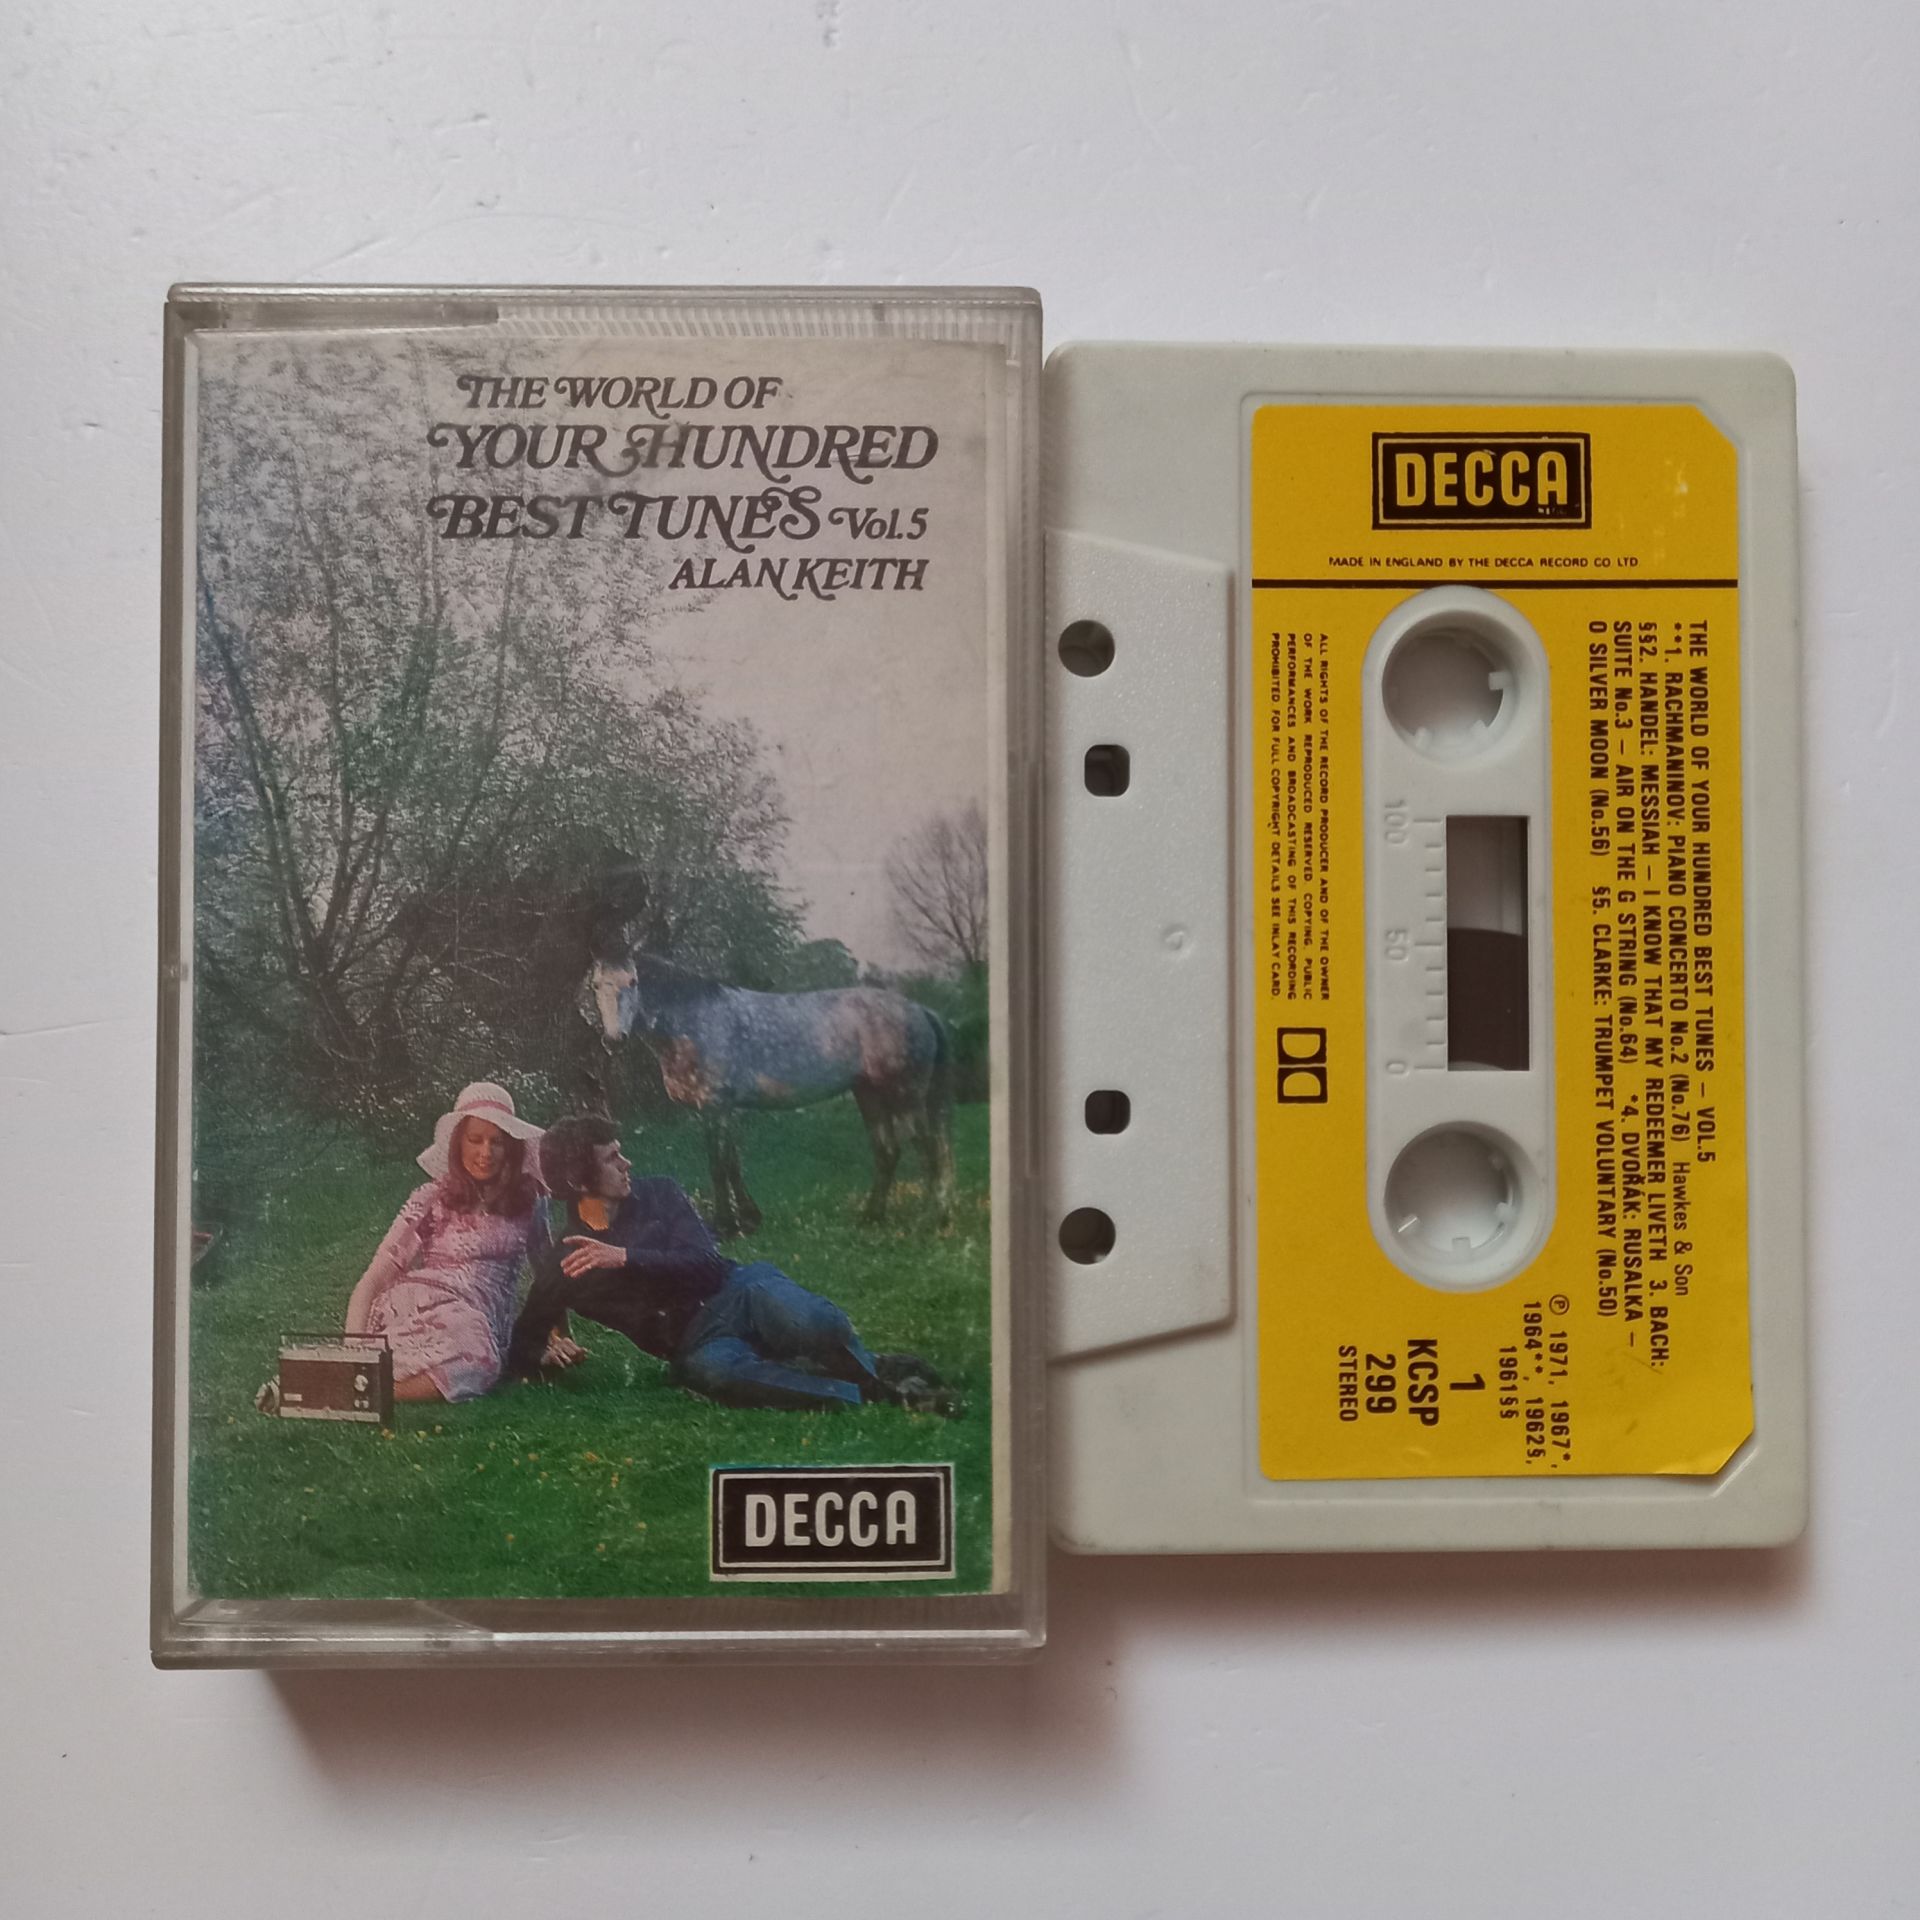 THE WORLD OF
YOUR HUNDRED
BEST TUNES Vol.5
ALAN KEITH
DECCA
DECCA
MADE IN ENGLAND BY THE DECCA RECORD CO LTD
THE WORLD OF YOUR HUNDRED BEST TUNES – VOL.5
**1. RACHMANINOV: PIANO CONCERTO No.2 (No.76) Hawkes & Son
§§2. HANDEL: MESSIAH – I KNOW THAT MY REDEEMER LIVETH 3. BACH:
SUITE No.3 – AIR ON THE G STRING (No.64) *4. DVOŘÁK: RUSALKA –
O SILVER MOON (No.56) §5. CLARKE: TRUMPET VOLUNTARY (No.50)
℗ 1971, 1967*,
1964**, 1962§,
1961§§
1
KCSP
299
STEREO
100 50 0
ALL RIGHTS OF THE RECORD PRODUCER AND OF THE OWNER
OF THE WORK REPRODUCED RESERVED. COPYING, PUBLIC
PERFORMANCES AND BROADCASTING OF THIS RECORDING
PROHIBITED. FOR FULL COPYRIGHT DETAILS SEE INLAY CARD.